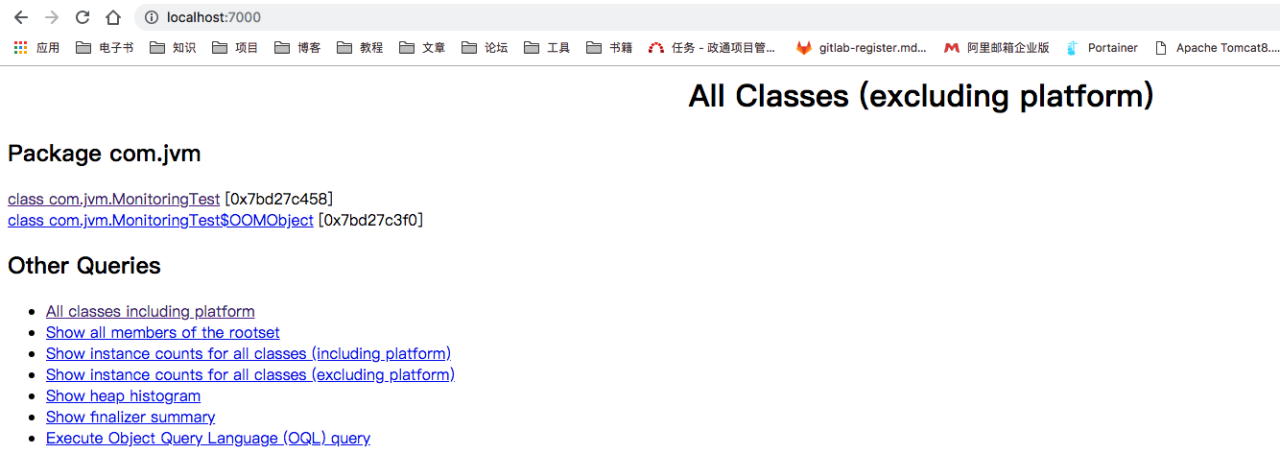 localhost:7000
应用 电子书 知识 项目 博客 教程 文章 论坛 工具 书籍 任务 - 政通项目管... gitlab-register.md... 阿里邮箱企业版 Portainer Apache Tomcat8....
All Classes (excluding platform)
Package com.jvm
class com.jvm.MonitoringTest [0x7bd27c458]
class com.jvm.MonitoringTest$OOMObject [0x7bd27c3f0]
Other Queries
All classes including platform
Show all members of the rootset
Show instance counts for all classes (including platform)
Show instance counts for all classes (excluding platform)
Show heap histogram
Show finalizer summary
Execute Object Query Language (OQL) query